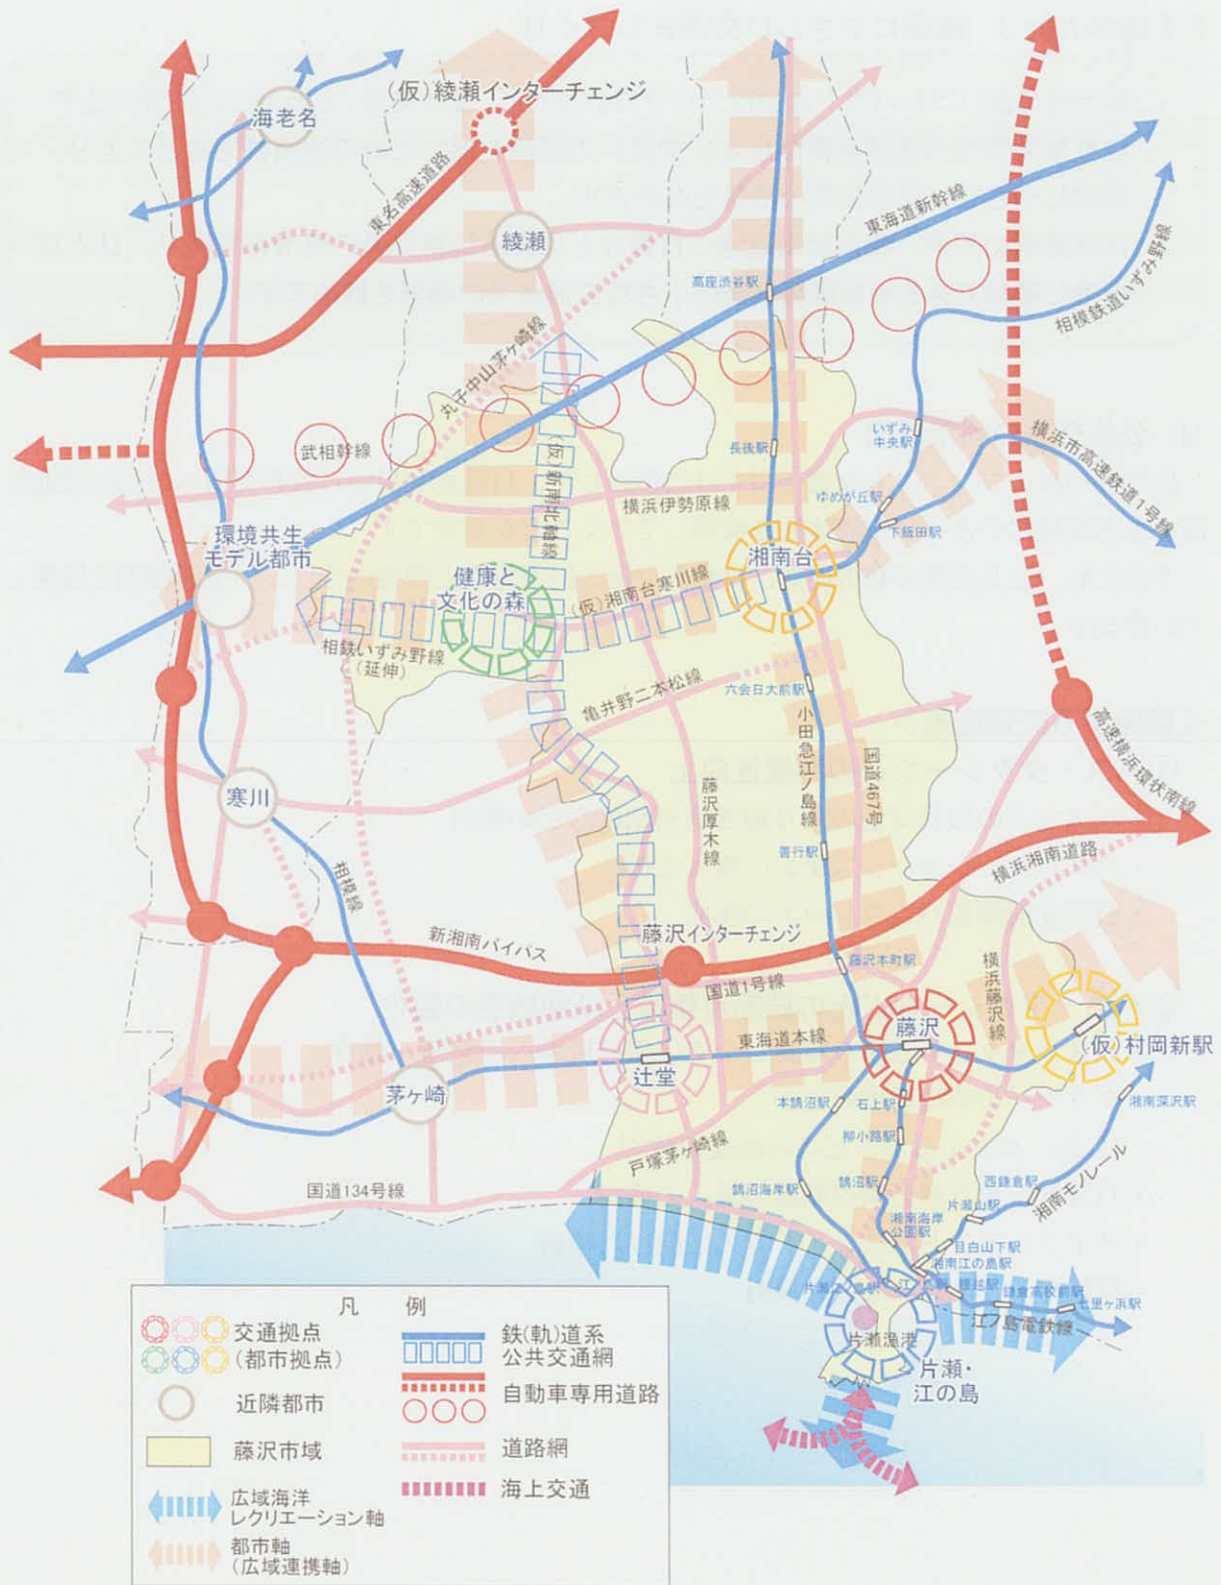 (仮)綾瀬インターチェンジ
海老名
東名高速道路
綾瀬
東海道新幹線
高座渋谷駅
相模鉄道いずみ野線
丸子中山茅ヶ崎線
武相幹線
(仮)新南北軸線
長後駅
いずみ
中央駅
横浜市高速鉄道1号線
横浜伊勢原線
ゆめが丘駅
下飯田駅
環境共生
モデル都市
健康と
文化の森
(仮)湘南台寒川線
湘南台
相鉄いずみ野線
(延伸)
亀井野二本松線
六会日大前駅
小田急江ノ島線
国道467号
高速横浜環状南線
寒川
藤沢厚木線
善行駅
横浜湘南道路
相模線
新湘南バイパス
藤沢インターチェンジ
国道1号線
藤沢本町駅
横浜藤沢線
東海道本線
藤沢
(仮)村岡新駅
辻堂
茅ヶ崎
本鵠沼駅
石上駅
湘南深沢駅
柳小路駅
戸塚茅ヶ崎線
国道134号線
鵠沼海岸駅
鵠沼駅
西鎌倉駅
湘南モノレール
片瀬山駅
湘南海岸
公園駅
目白山下駅
湘南江の島駅
腰越駅
鎌倉高校前駅
七里ヶ浜駅
江ノ島電鉄線
片瀬漁港
片瀬・
江の島
凡 例
交通拠点
(都市拠点)
近隣都市
藤沢市域
広域海洋
レクリエーション軸
都市軸
(広域連携軸)
鉄(軌)道系
公共交通網
自動車専用道路
道路網
海上交通